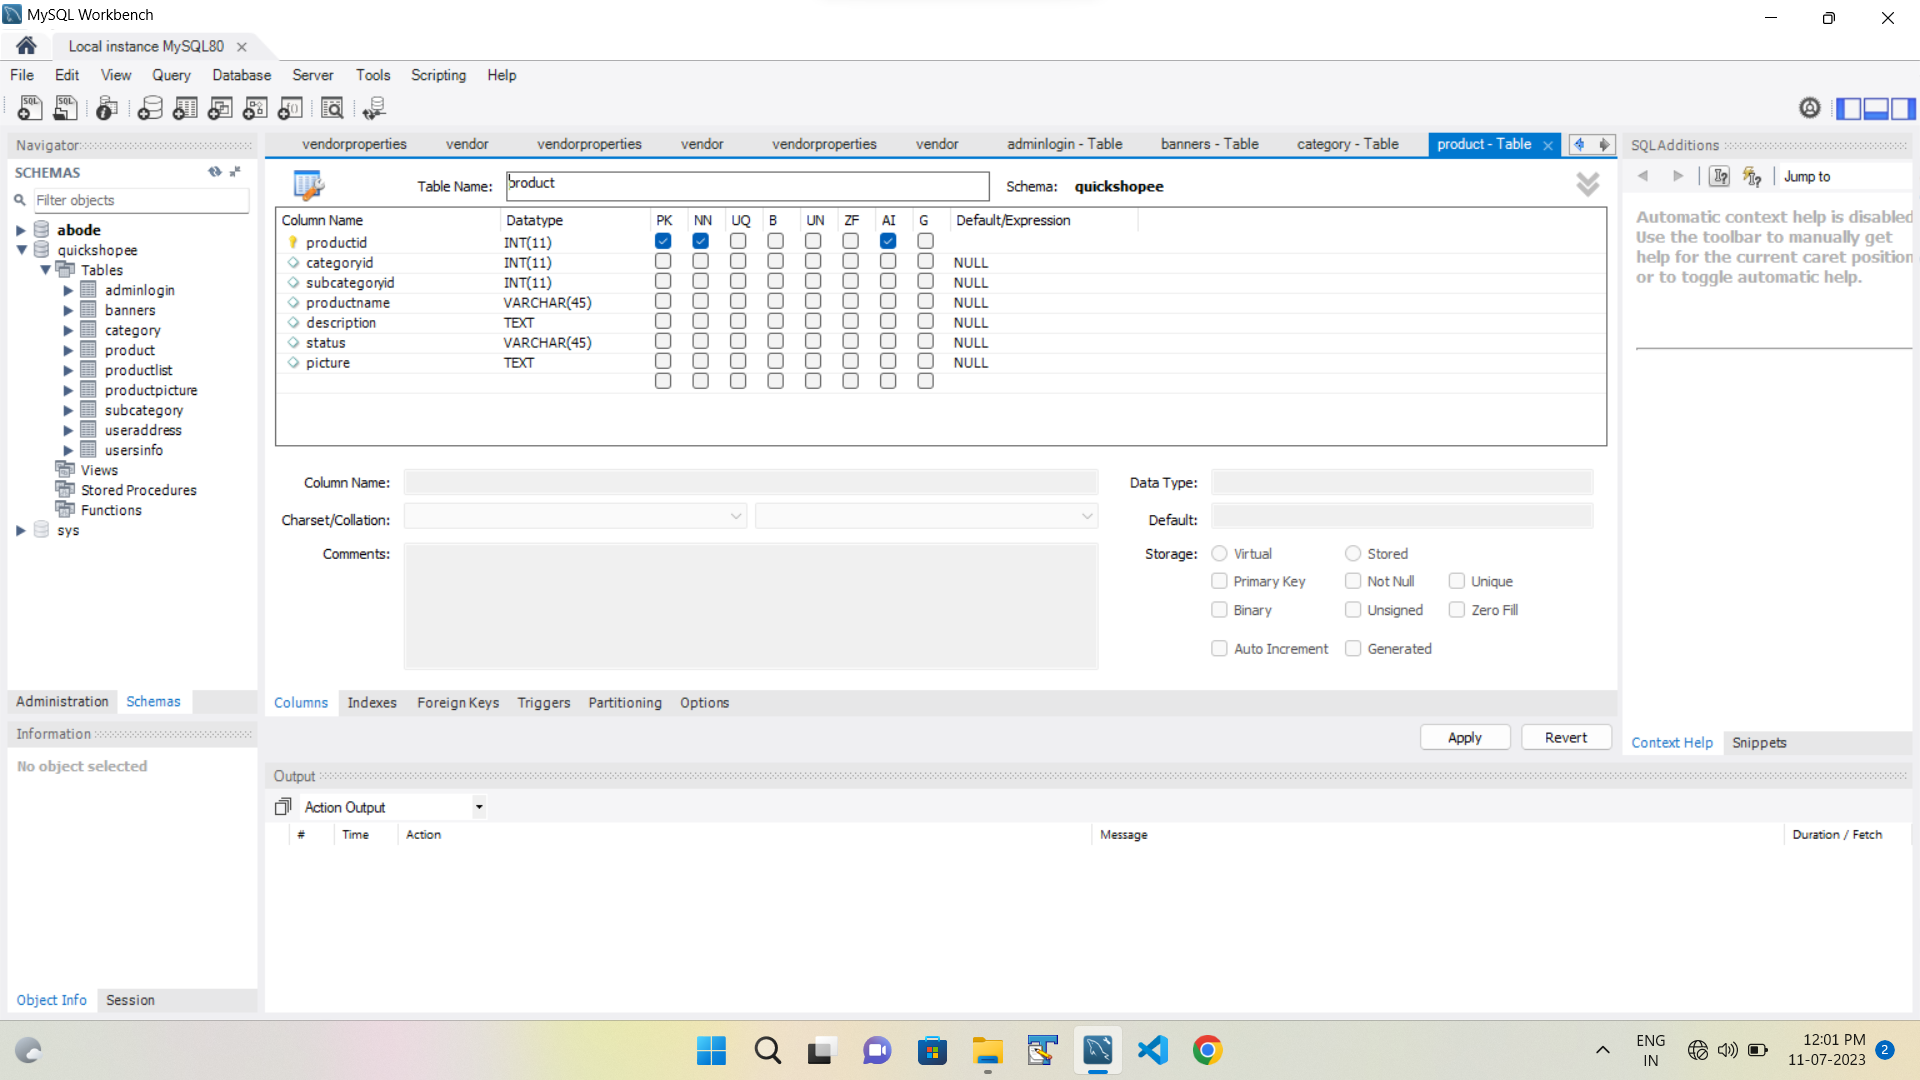 MySQL Workbench
Local instance MySQL80
File Edit View Query Database Server Tools Scripting Help
Navigator
SCHEMAS
Filter objects
abode
quickshopee
Tables
adminlogin
banners
category
product
productlist
productpicture
subcategory
useraddress
usersinfo
Views
Stored Procedures
Functions
sys
Administration Schemas
Information
No object selected
Object Info Session
vendorproperties vendor vendorproperties vendor vendorproperties vendor adminlogin - Table banners - Table category - Table product - Table
Table Name: product Schema: quickshopee
Column Name Datatype PK NN UQ B UN ZF AI G Default/Expression
productid INT(11)
categoryid INT(11) NULL
subcategoryid INT(11) NULL
productname VARCHAR(45) NULL
description TEXT NULL
status VARCHAR(45) NULL
picture TEXT NULL
Column Name: Data Type:
Charset/Collation: Default:
Comments: Storage: Virtual Stored
Primary Key Not Null Unique
Binary Unsigned Zero Fill
Auto Increment Generated
Columns Indexes Foreign Keys Triggers Partitioning Options
Apply Revert
SQLAdditions
Jump to
Automatic context help is disabled
Use the toolbar to manually get
help for the current caret position
or to toggle automatic help.
Context Help Snippets
Output
Action Output
# Time Action Message Duration / Fetch
ENG
IN
12:01 PM
11-07-2023
2